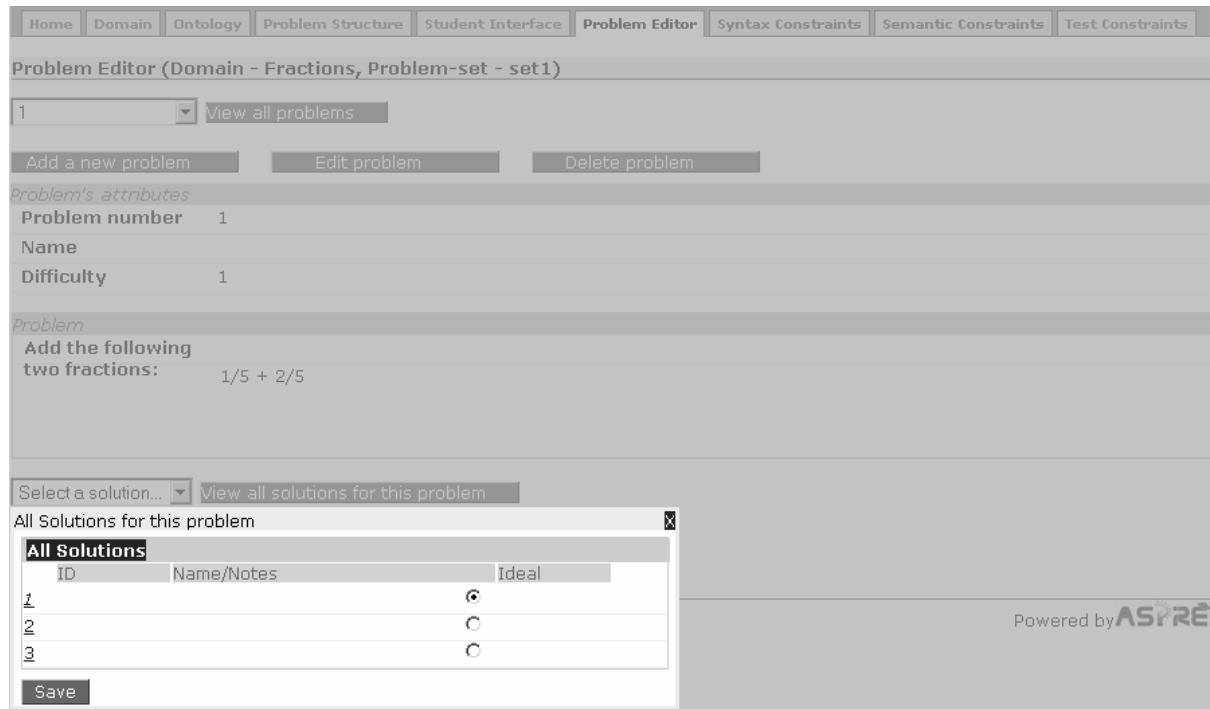 Home Domain Ontology Problem Structure Student Interface Problem Editor Syntax Constraints Semantic Constraints Test Constraints
Problem Editor (Domain - Fractions, Problem-set - set1)
1 View all problems
Add a new problem Edit problem Delete problem
Problem's attributes
Problem number 1
Name
Difficulty 1
Problem
Add the following
two fractions:
1/5 + 2/5
Select a solution... View all solutions for this problem
All Solutions for this problem X
All Solutions
ID Name/Notes Ideal
1
2
3
Save
Powered by ASPIRE